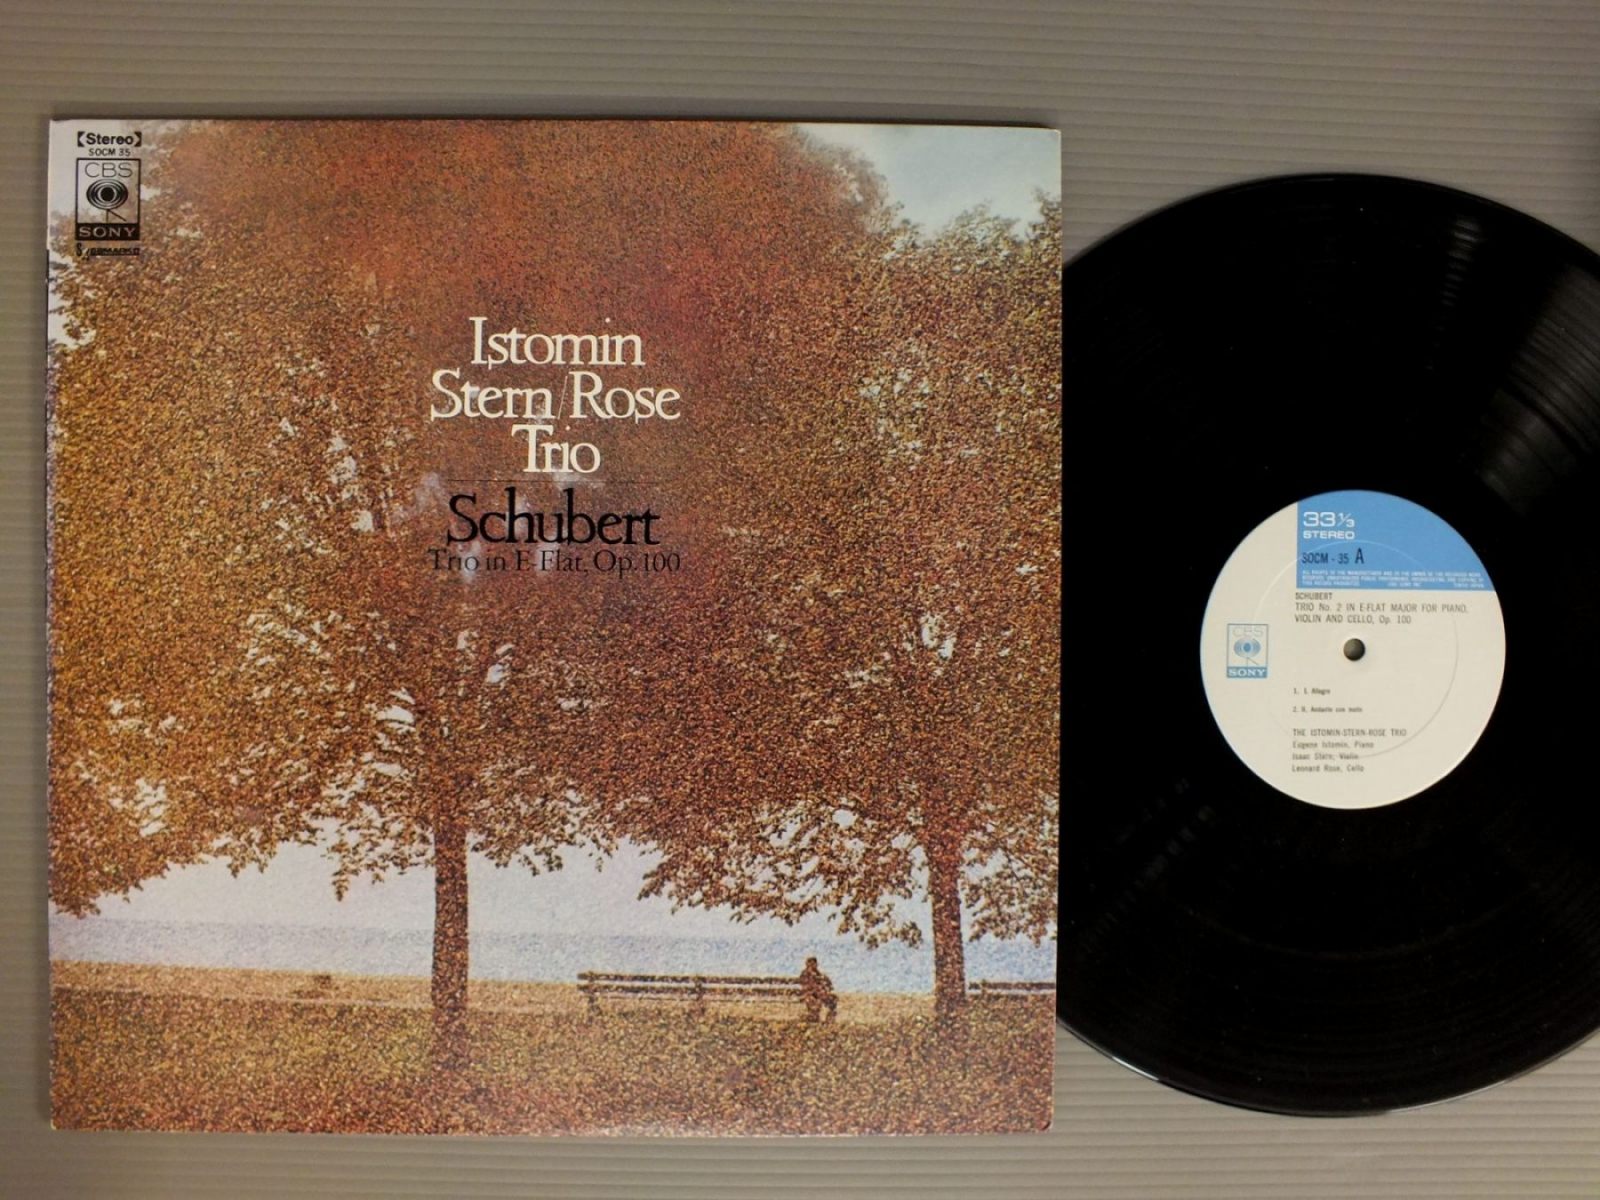 【Stereo】
SOCM 35
CBS
SONY
Istomin
Stern/Rose
Trio
Schubert
Trio in E-Flat, Op. 100
33 1/3
STEREO
SOCM - 35 A
SCHUBERT
TRIO No. 2 IN E-FLAT MAJOR FOR PIANO,
VIOLIN AND CELLO, Op. 100
CBS
SONY
1. I. Allegro
2. II. Andante con moto
THE ISTOMIN-STERN-ROSE TRIO
Eugene Istomin, Piano
Isaac Stern, Violin
Leonard Rose, Cello